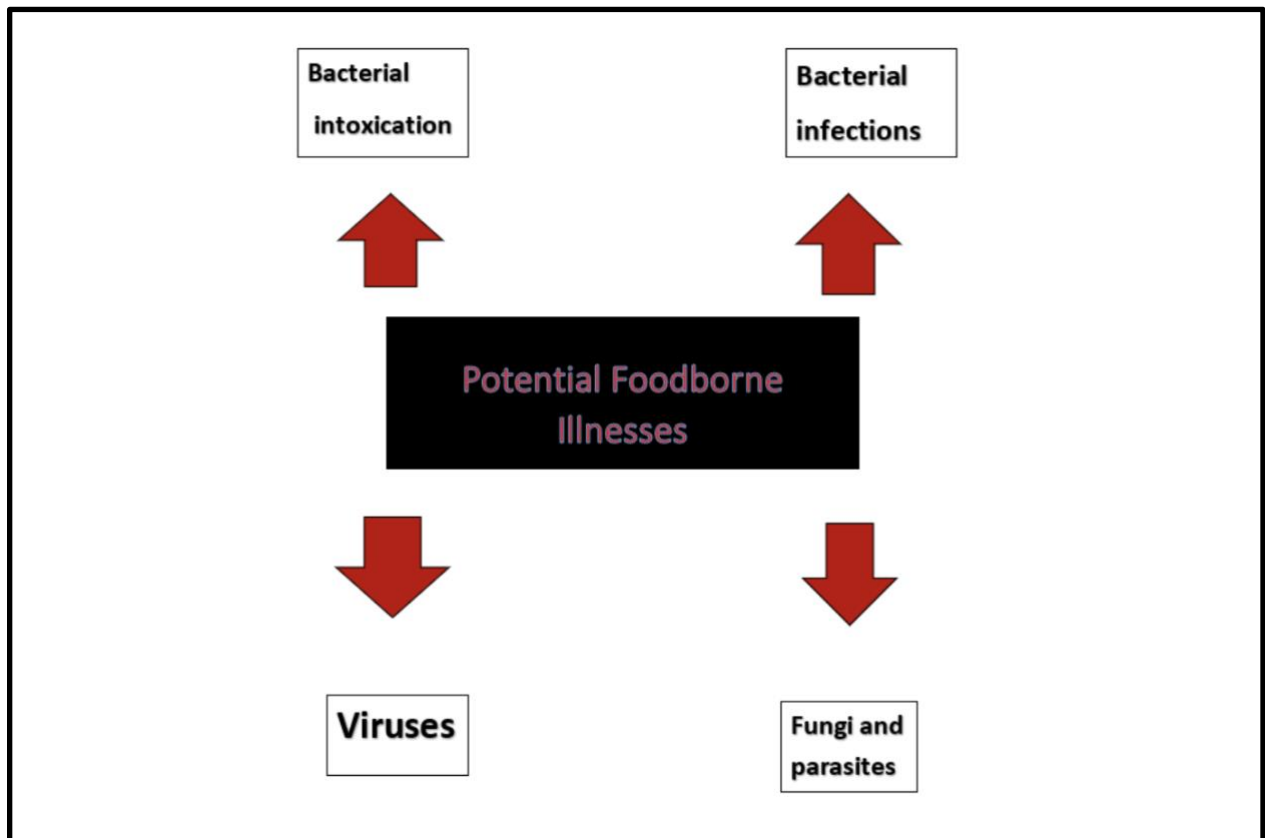 Bacterial
intoxication
Bacterial
infections
Potential Foodborne
Illnesses
Viruses
Fungi and
parasites